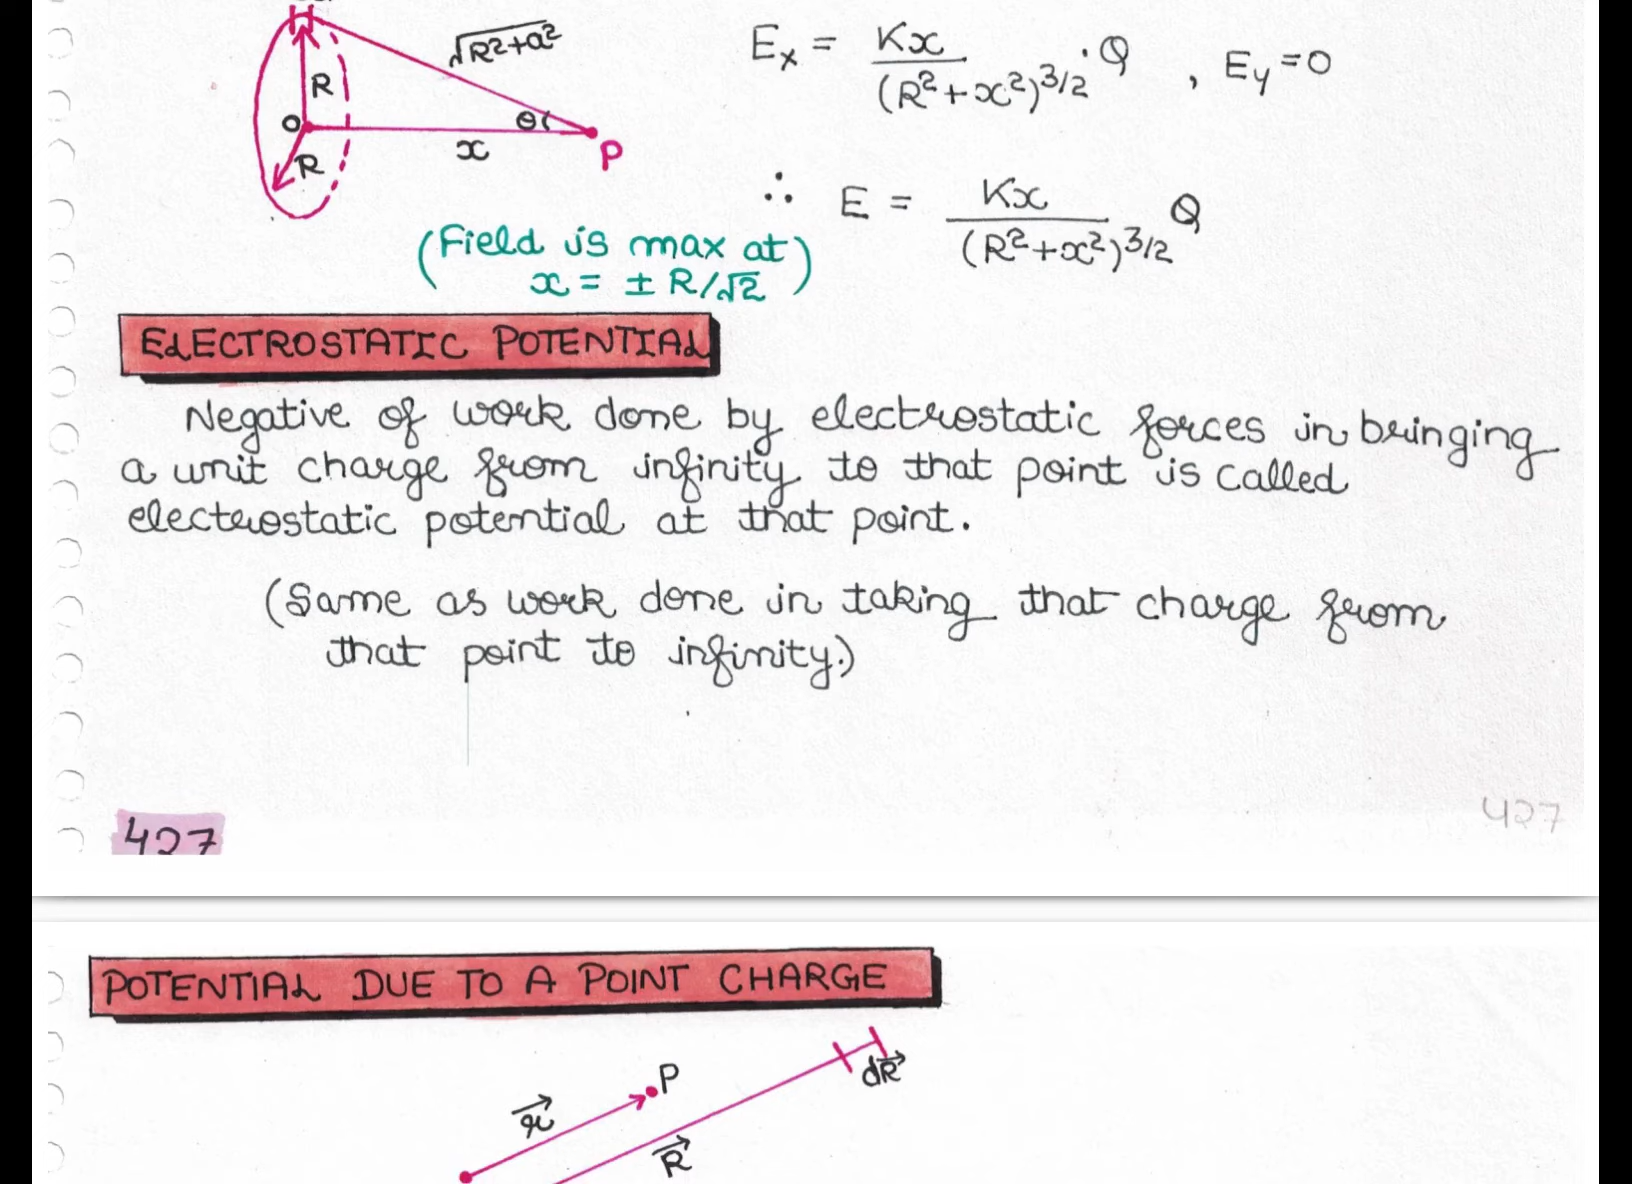 √R²+a²
R
O
θ
x
P
R
Ex = Kx/(R²+x²)^3/2 · Q , Ey = 0
∴ E = Kx/(R²+x²)^3/2 Q
(Field is max at
x = ± R/√2)
ELECTROSTATIC POTENTIAL
Negative of work done by electrostatic forces in bringing
a unit charge from infinity to that point is called
electrostatic potential at that point.
(Same as work done in taking that charge from
that point to infinity.)
427
427
POTENTIAL DUE TO A POINT CHARGE
dR⃗
P
r⃗
R⃗